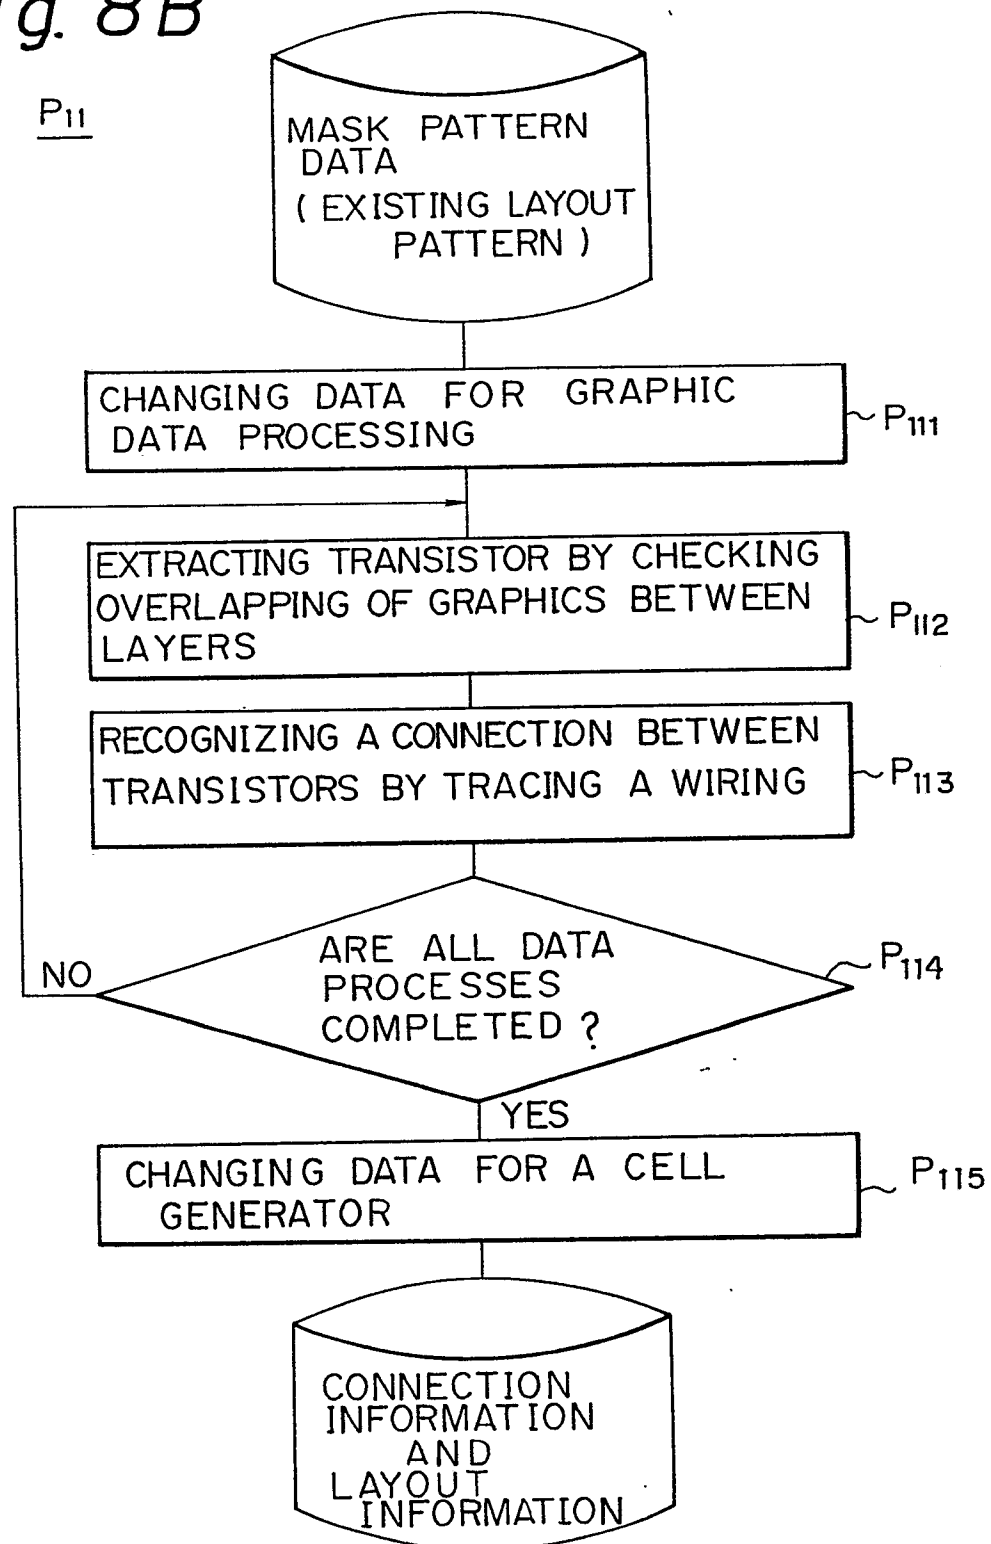 g. 8B
P11
MASK PATTERN
DATA
( EXISTING LAYOUT
PATTERN )
CHANGING DATA FOR GRAPHIC
DATA PROCESSING
P111
EXTRACTING TRANSISTOR BY CHECKING
OVERLAPPING OF GRAPHICS BETWEEN
LAYERS
P112
RECOGNIZING A CONNECTION BETWEEN
TRANSISTORS BY TRACING A WIRING
P113
ARE ALL DATA
PROCESSES
COMPLETED ?
P114
NO
YES
CHANGING DATA FOR A CELL
GENERATOR
P115
CONNECTION
INFORMATION
AND
LAYOUT
INFORMATION